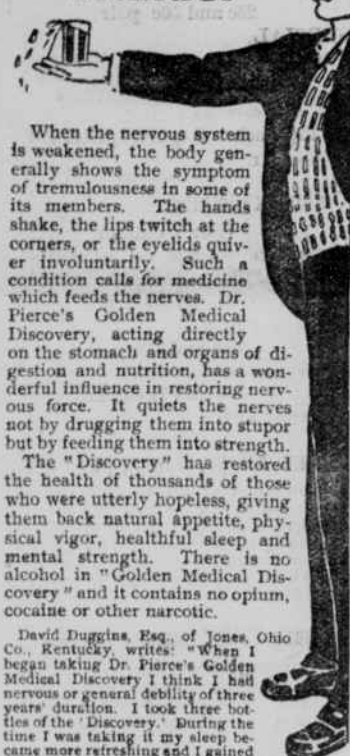 When the nervous system
is weakened, the body gen-
erally shows the symptom
of tremulousness in some of
its members. The hands
shake, the lips twitch at the
corners, or the eyelids quiv-
er involuntarily. Such a
condition calls for medicine
which feeds the nerves. Dr.
Pierce's Golden Medical
Discovery, acting directly
on the stomach and organs of di-
gestion and nutrition, has a won-
derful influence in restoring nerv-
ous force. It quiets the nerves
not by drugging them into stupor
but by feeding them into strength.
The "Discovery" has restored
the health of thousands of those
who were utterly hopeless, giving
them back natural appetite, phy-
sical vigor, healthful sleep and
mental strength. There is no
alcohol in "Golden Medical Dis-
covery" and it contains no opium,
cocaine or other narcotic.
David Duggins, Esq., of Jones, Ohio
Co., Kentucky, writes: "When I
began taking Dr. Pierce's Golden
Medical Discovery I think I had
nervous or general debility of three
years' duration. I took three bot-
tles of the 'Discovery.' During the
time I was taking it my sleep be-
came more refreshing and I gained